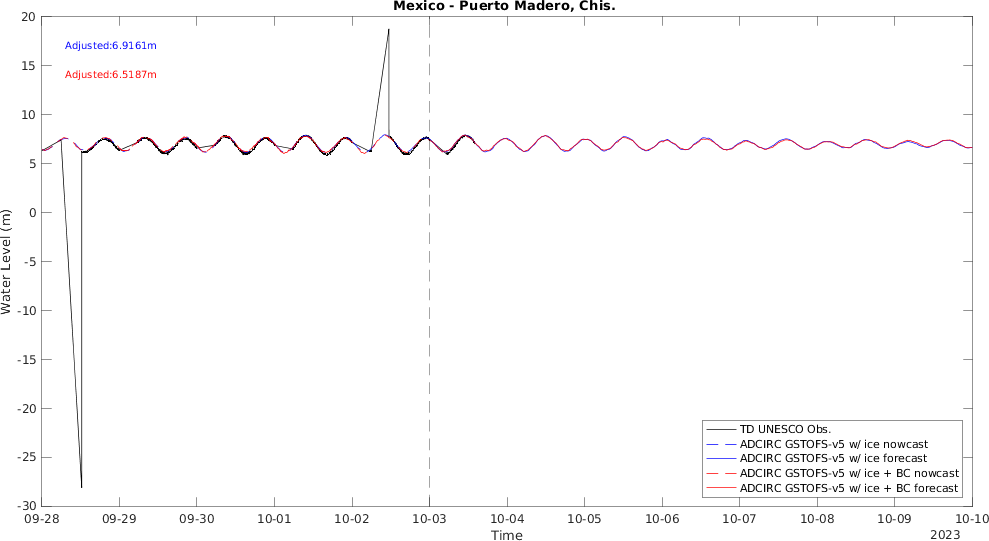 Mexico - Puerto Madero, Chis.
Adjusted:6.9161m
Adjusted:6.5187m
20
15
10
5
0
-5
-10
-15
-20
-25
-30
Water Level (m)
TD UNESCO Obs.
ADCIRC GSTOFS-v5 w/ ice nowcast
ADCIRC GSTOFS-v5 w/ ice forecast
ADCIRC GSTOFS-v5 w/ ice + BC nowcast
ADCIRC GSTOFS-v5 w/ ice + BC forecast
09-28 09-29 09-30 10-01 10-02 10-03 10-04 10-05 10-06 10-07 10-08 10-09 10-10
Time
2023